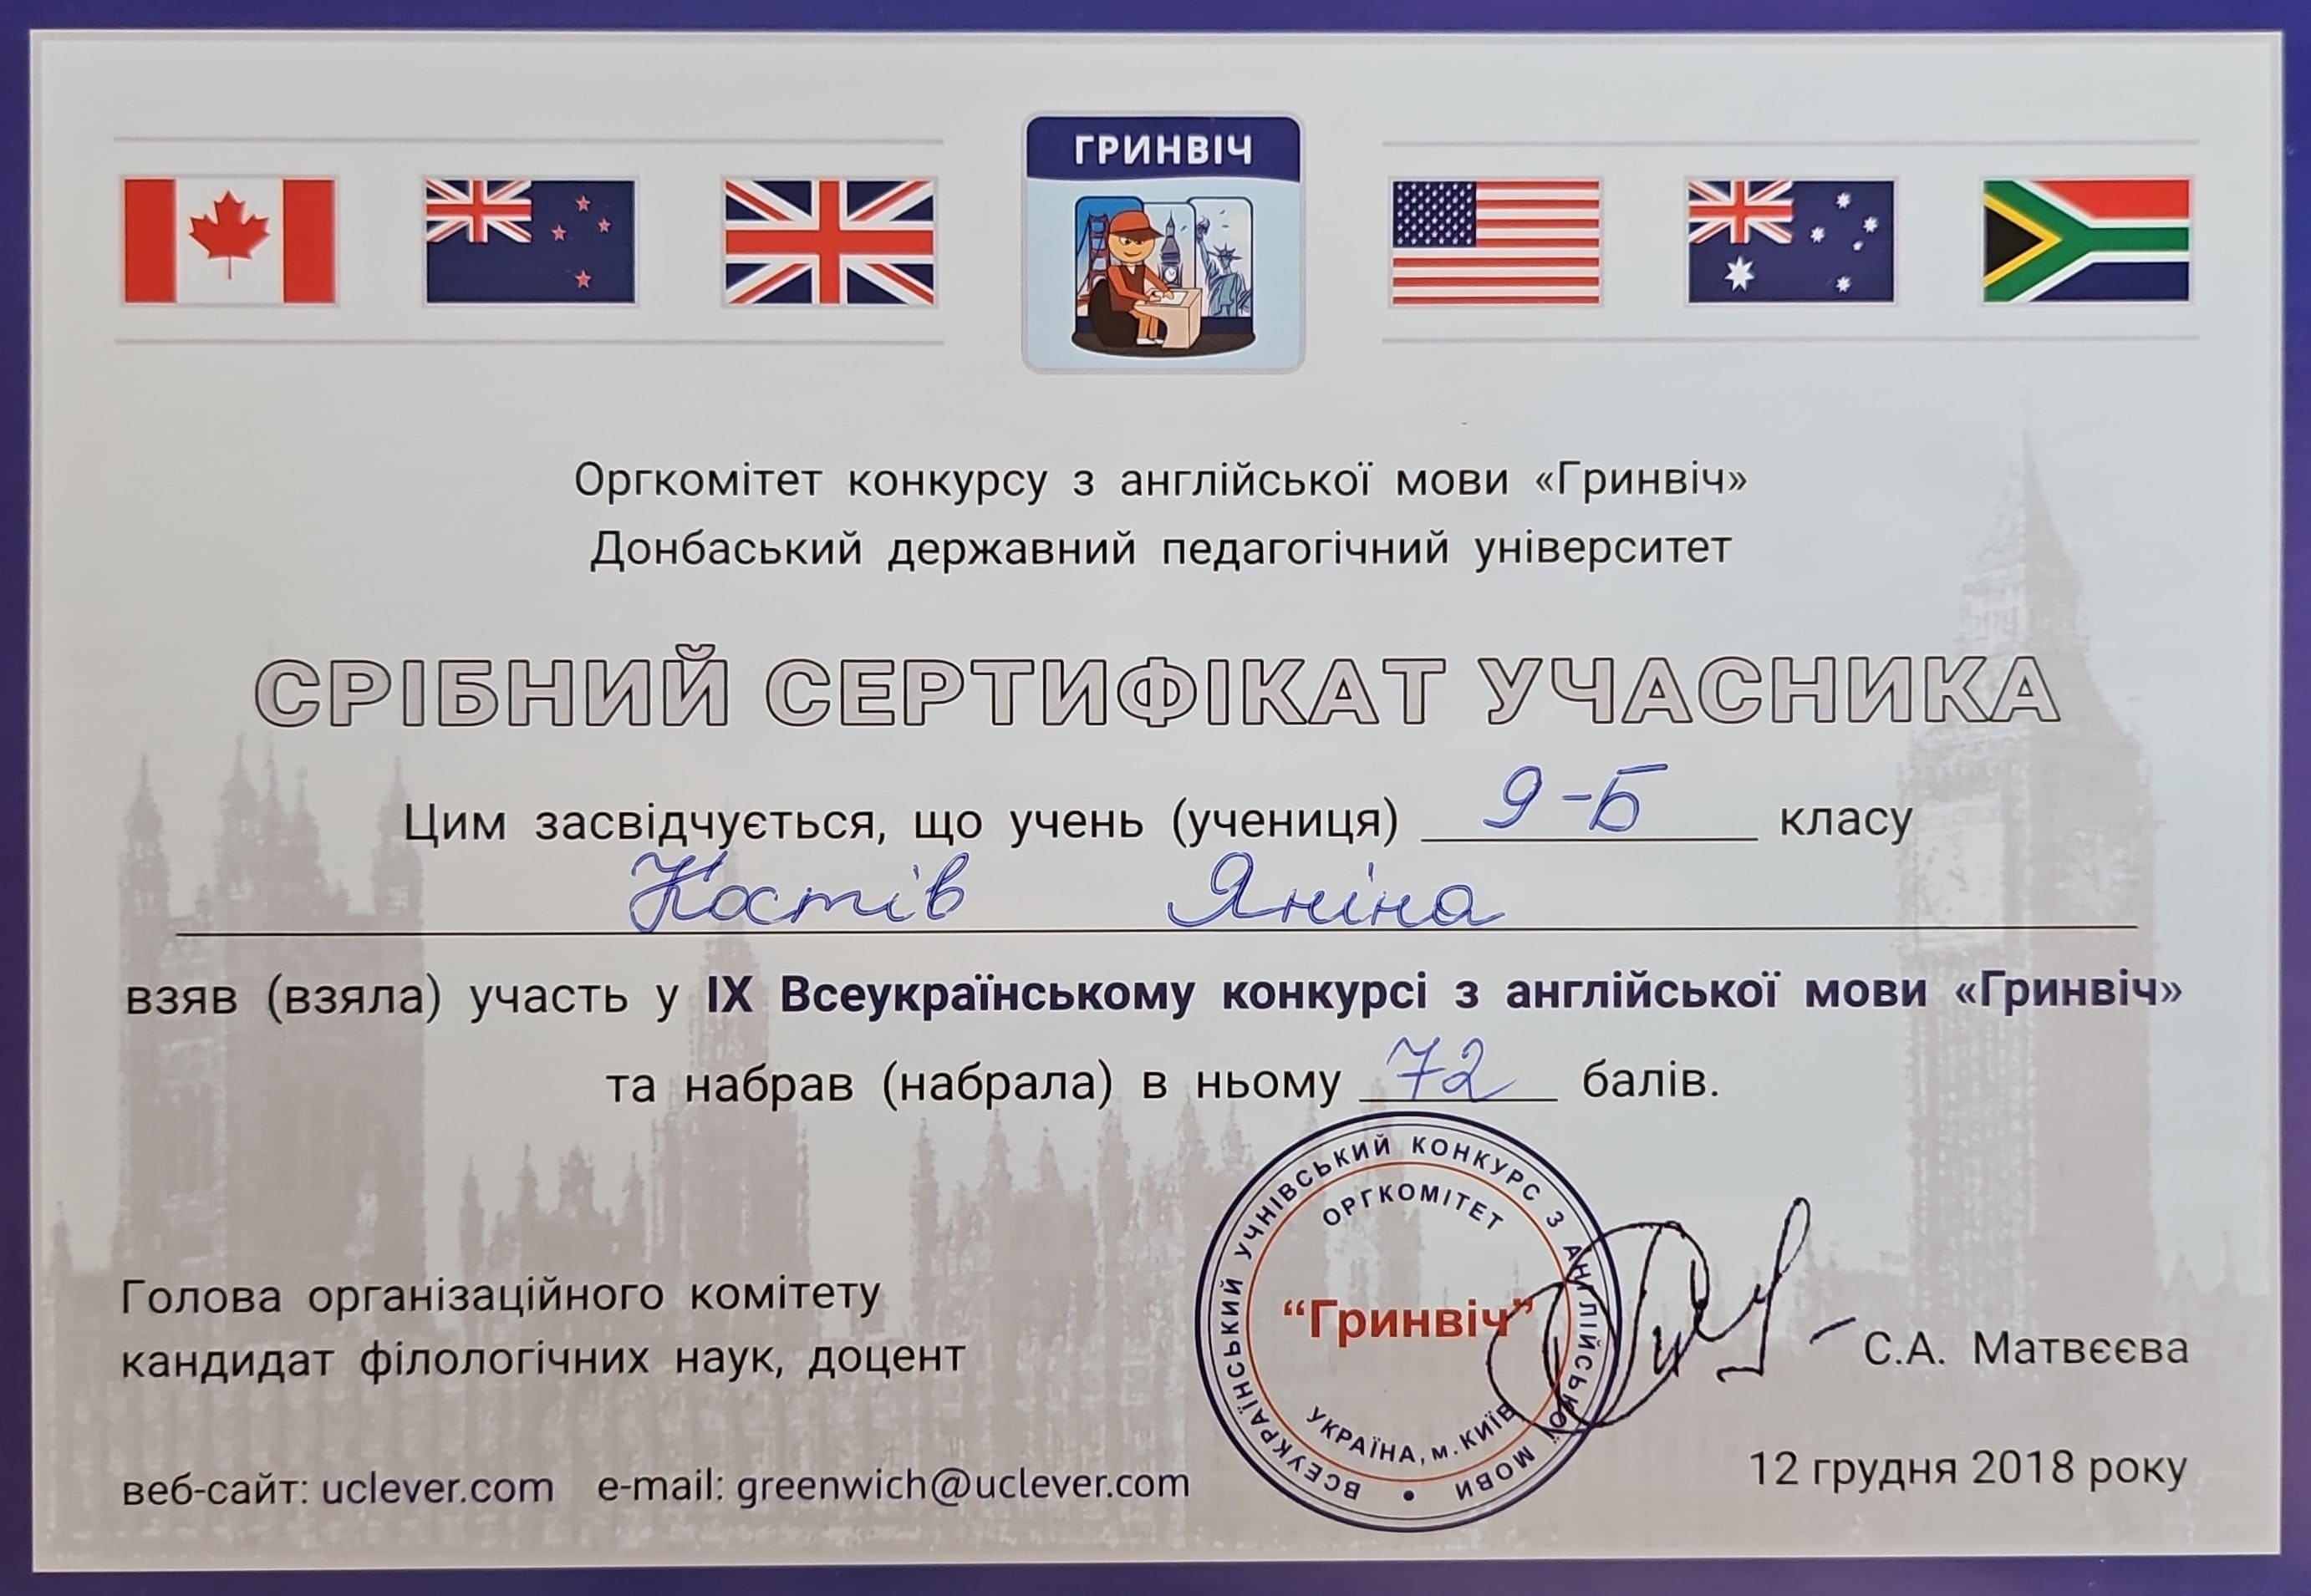 ГРИНВІЧ
Оргкомітет конкурсу з англійської мови «Гринвіч»
Донбаський державний педагогічний університет
СРІБНИЙ СЕРТИФІКАТ УЧАСНИКА
Цим засвідчується, що учень (учениця) 9-Б класу
Костів Яніна
взяв (взяла) участь у IX Всеукраїнському конкурсі з англійської мови «Гринвіч»
та набрав (набрала) в ньому 72 балів.
ВСЕУКРАЇНСЬКИЙ УЧНІВСЬКИЙ КОНКУРС З АНГЛІЙСЬКОЇ МОВИ •
ОРГКОМІТЕТ
“Гринвіч”
УКРАЇНА, м. КИЇВ
Голова організаційного комітету
кандидат філологічних наук, доцент
С.А. Матвєєва
веб-сайт: uclever.com e-mail: greenwich@uclever.com
12 грудня 2018 року